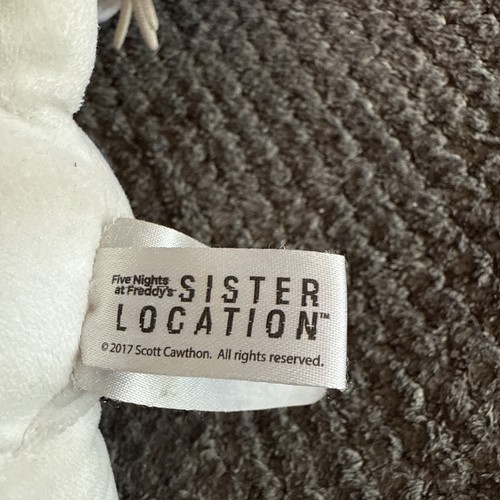 Five Nights
at Freddy's SISTER
LOCATION™
© 2017 Scott Cawthon. All rights reserved.